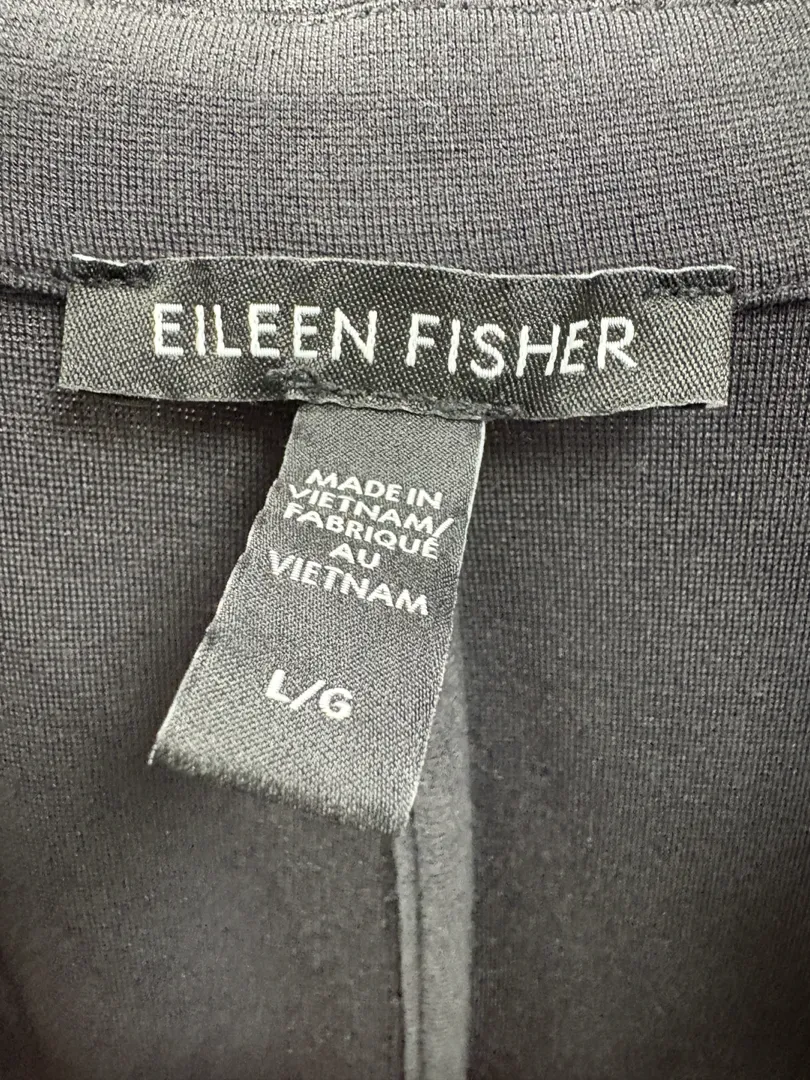 EILEEN FISHER
MADE IN
VIETNAM/
FABRIQUÉ
AU
VIETNAM
L/G